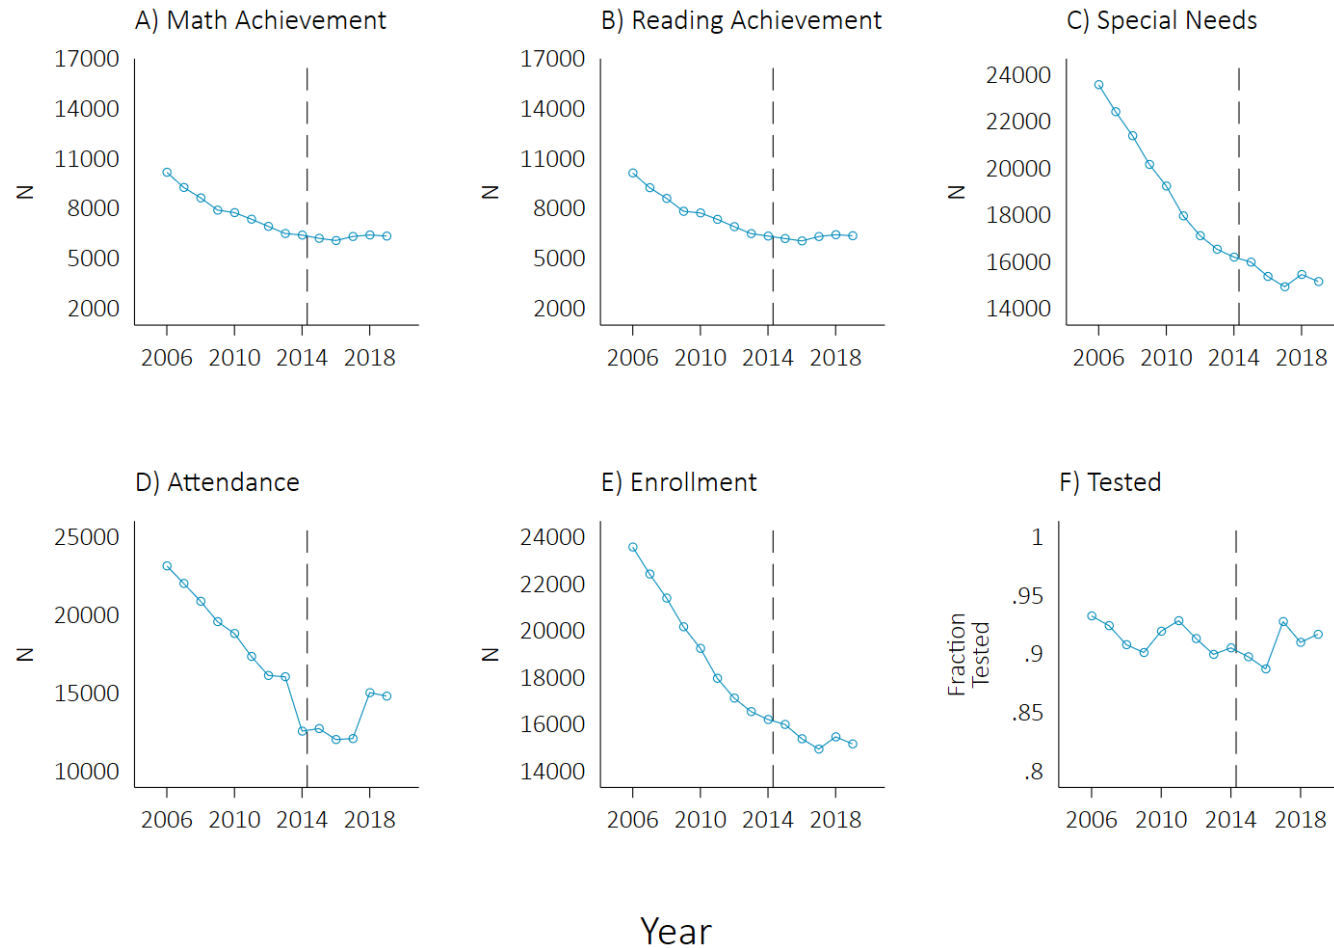 A) Math Achievement
17000
14000
11000
8000
5000
2000
N
2006 2010 2014 2018
B) Reading Achievement
17000
14000
11000
8000
5000
2000
N
2006 2010 2014 2018
C) Special Needs
24000
22000
20000
18000
16000
14000
N
2006 2010 2014 2018
D) Attendance
25000
20000
15000
10000
N
2006 2010 2014 2018
E) Enrollment
24000
22000
20000
18000
16000
14000
N
2006 2010 2014 2018
F) Tested
1
.95
.9
.85
.8
Fraction
Tested
2006 2010 2014 2018
Year